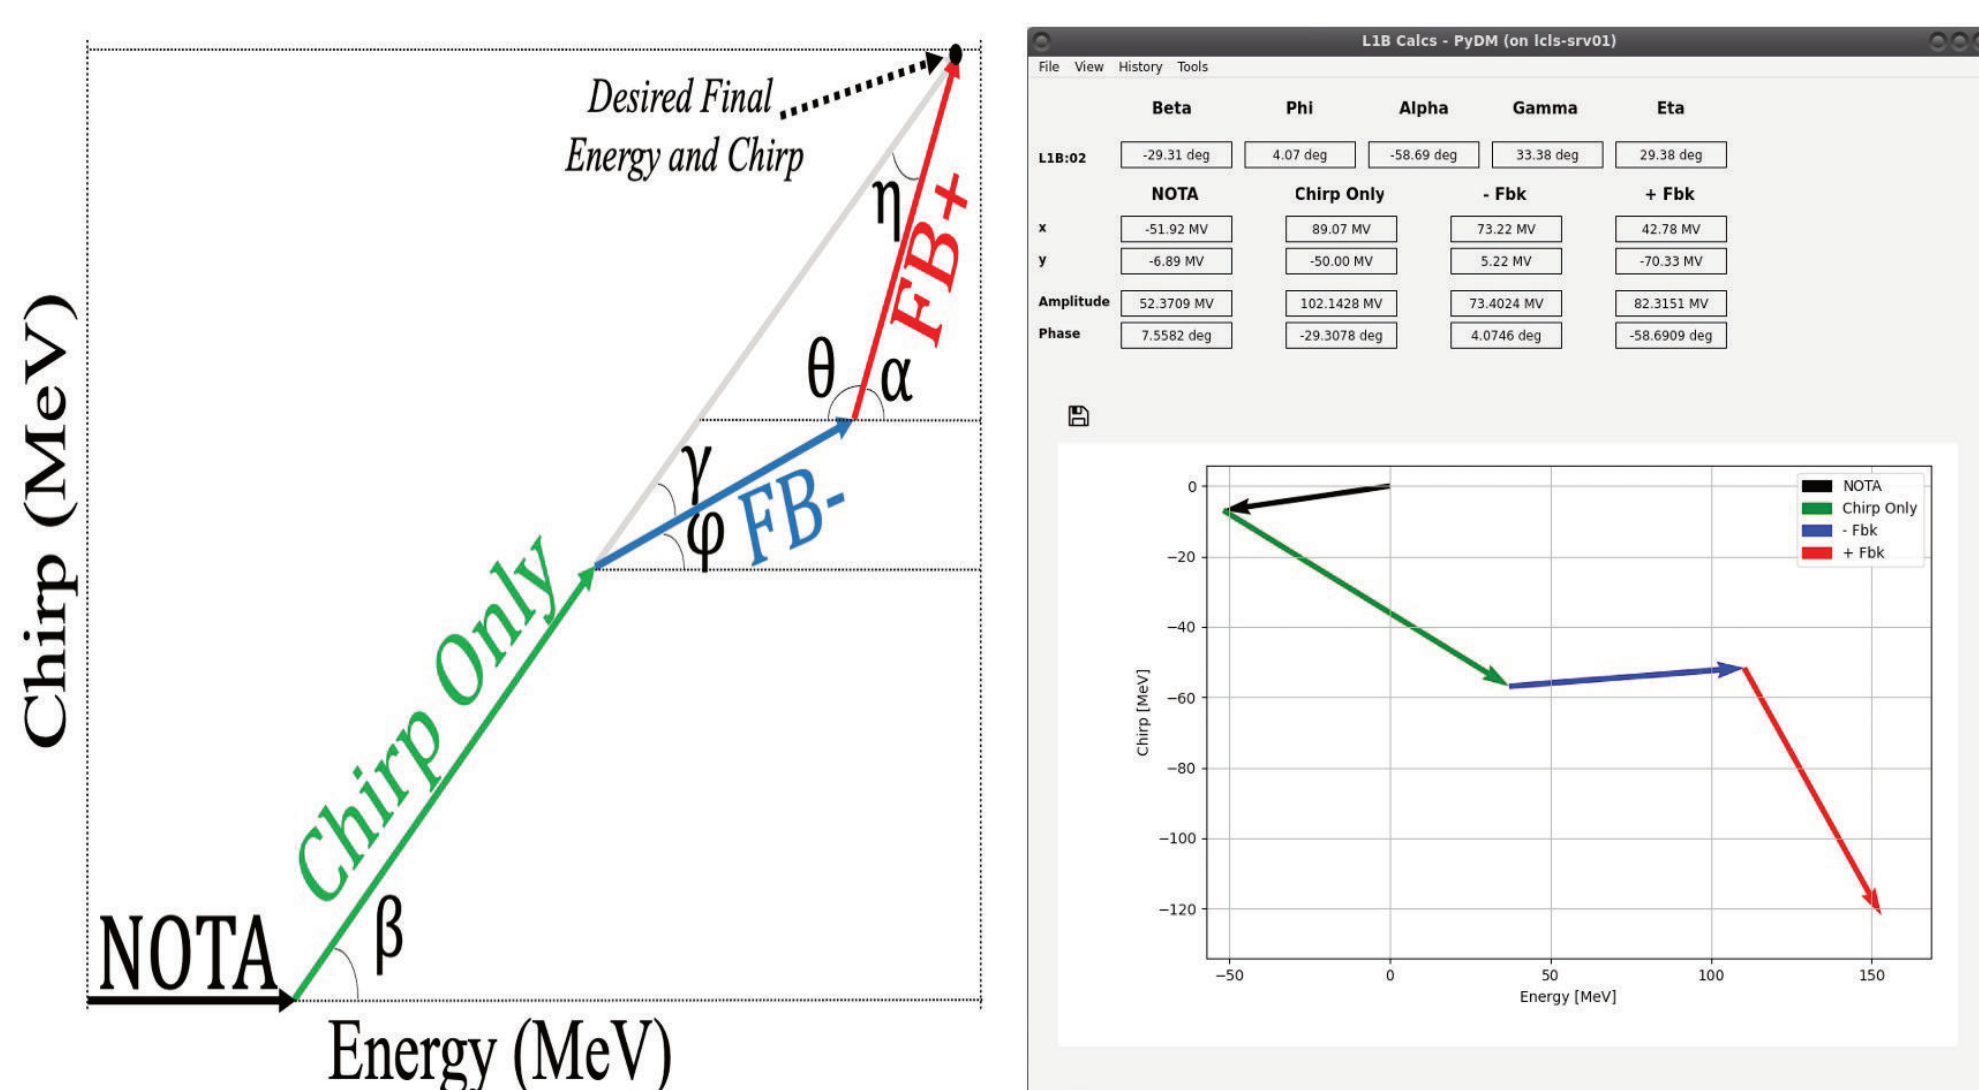 Desired Final
Energy and Chirp
η
FB+
θ
α
γ
φ
FB-
Chirp Only
β
NOTA
Chirp (MeV)
Energy (MeV)
L1B Calcs - PyDM (on lcls-srv01)
File View History Tools
Beta Phi Alpha Gamma Eta
L1B:02 -29.31 deg 4.07 deg -58.69 deg 33.38 deg 29.38 deg
NOTA Chirp Only - Fbk + Fbk
x -51.92 MV 89.07 MV 73.22 MV 42.78 MV
y -6.89 MV -50.00 MV 5.22 MV -70.33 MV
Amplitude 52.3709 MV 102.1428 MV 73.4024 MV 82.3151 MV
Phase 7.5582 deg -29.3078 deg 4.0746 deg -58.6909 deg
NOTA
Chirp Only
- Fbk
+ Fbk
0
−20
−40
−60
−80
−100
−120
Chirp [MeV]
−50 0 50 100 150
Energy [MeV]